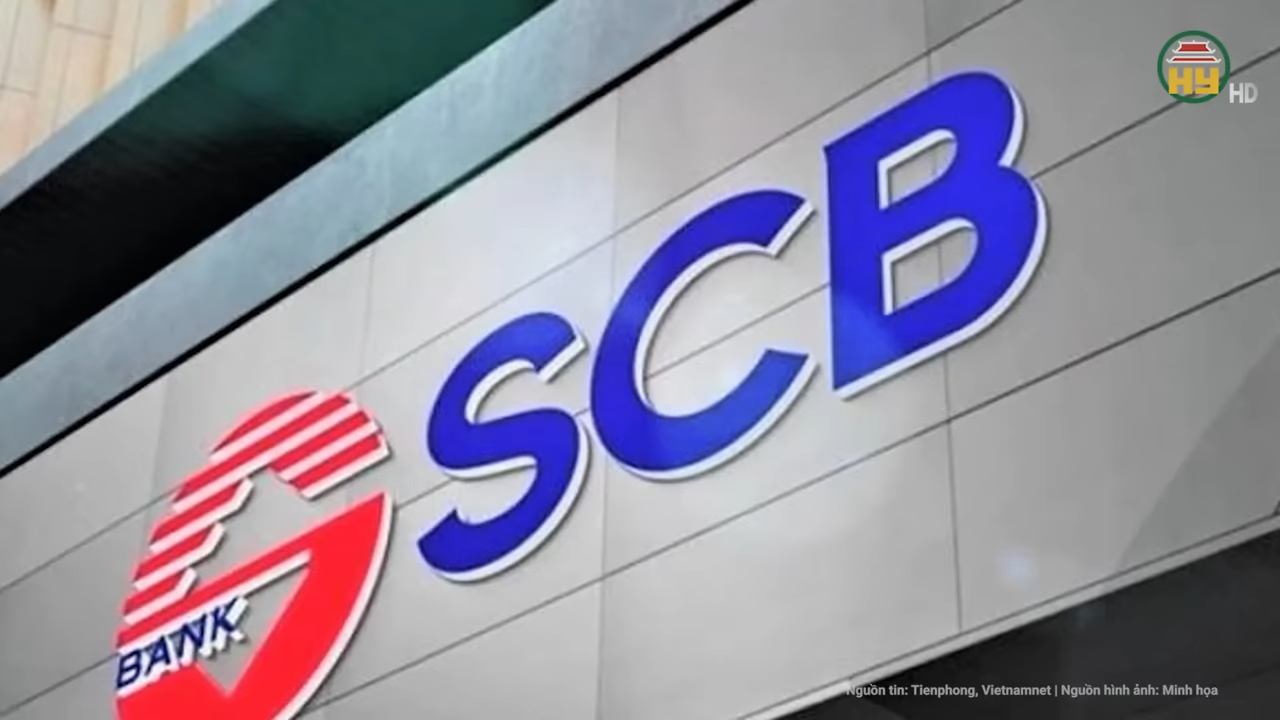 HY
HD
SCB
BANK
Nguồn tin: Tienphong, Vietnamnet | Nguồn hình ảnh: Minh họa